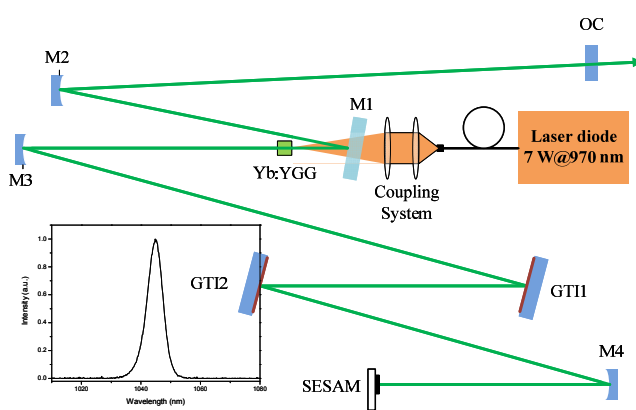 OC
M2
M1
Laser diode
7 W@970 nm
M3
Yb:YGG
Coupling
System
GTI2
GTI1
M4
SESAM
Intensity (a.u.)
1.0
0.8
0.6
0.4
0.2
0.0
1020
1040
1060
1080
Wavelength (nm)